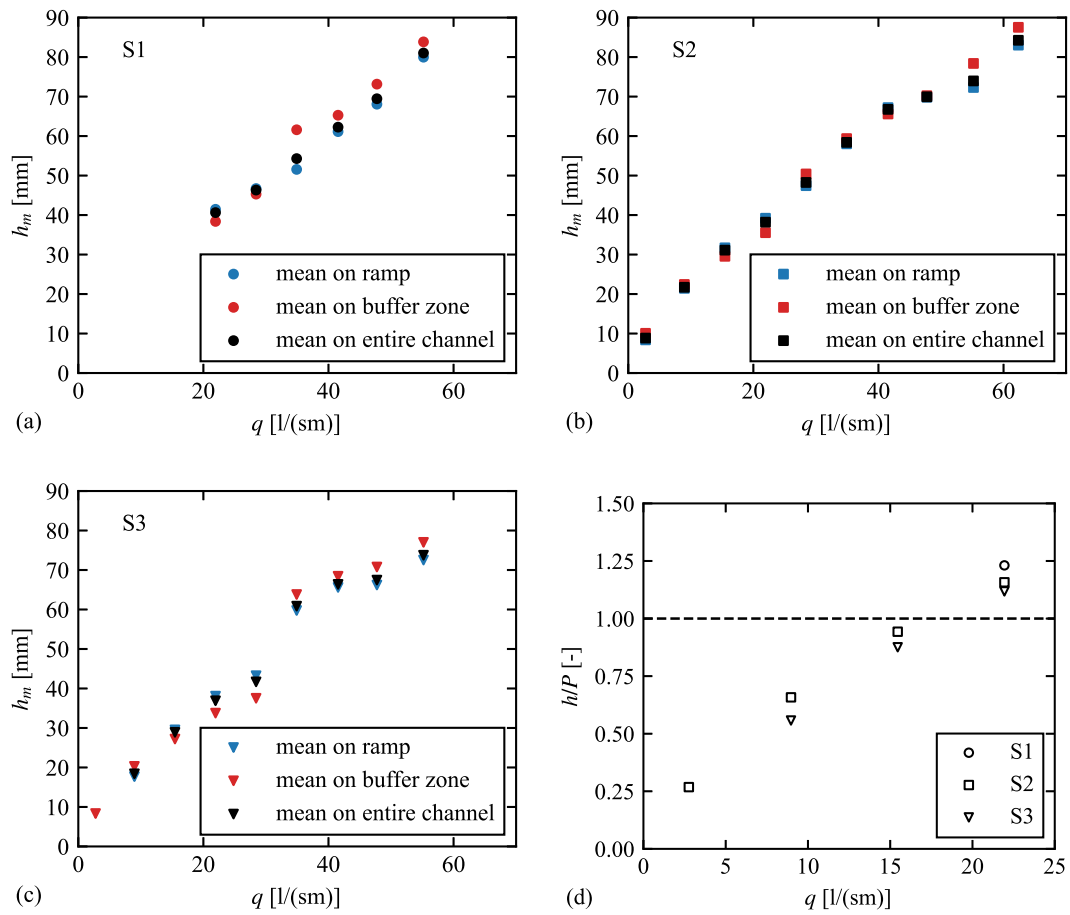 90
80
70
60
50
40
30
20
10
0
h_m [mm]
S1
mean on ramp
mean on buffer zone
mean on entire channel
20
40
60
q [l/(sm)]
(a)
90
80
70
60
50
40
30
20
10
0
h_m [mm]
S2
mean on ramp
mean on buffer zone
mean on entire channel
0
20
40
60
q [l/(sm)]
(b)
90
80
70
60
50
40
30
20
10
0
h_m [mm]
S3
mean on ramp
mean on buffer zone
mean on entire channel
20
40
60
q [l/(sm)]
(c)
1.50
1.25
1.00
0.75
0.50
0.25
0.00
h/P [-]
S1
S2
S3
0
5
10
15
20
25
q [l/(sm)]
(d)